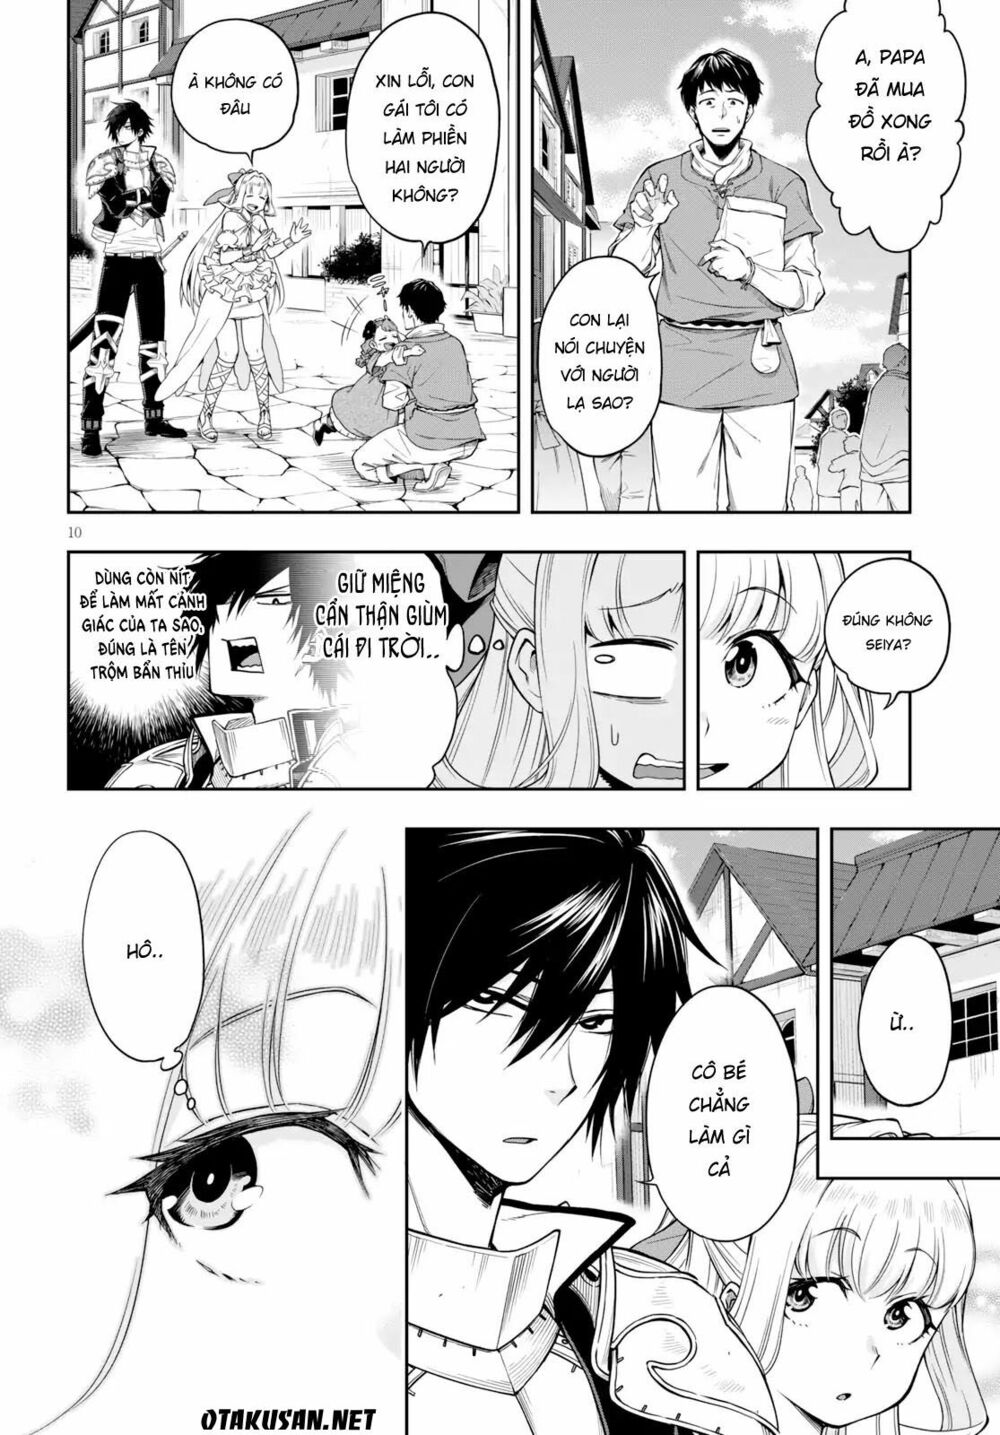 A, PAPA
ĐÃ MUA
ĐỒ XONG
RỒI À?
CON LẠI
NÓI CHUYỆN
VỚI NGƯỜI
LẠ SAO?
XIN LỖI, CON
GÁI TÔI CÓ
LÀM PHIỀN
HAI NGƯỜI
KHÔNG?
À KHÔNG CÓ
ĐÂU
10
ĐÚNG KHÔNG
SEIYA?
GIỮ MIỆNG
CẨN THẬN GIÙM
CÁI ĐI TRỜI..
DÙNG CON NÍT
ĐỂ LÀM MẤT CẢNH
GIÁC CỦA TA SAO,
ĐÚNG LÀ TÊN
TRỘM BẨN THỈU
Ừ..
CÔ BÉ
CHẲNG
LÀM GÌ
CẢ
HÔ..
OTAKUSAN.NET